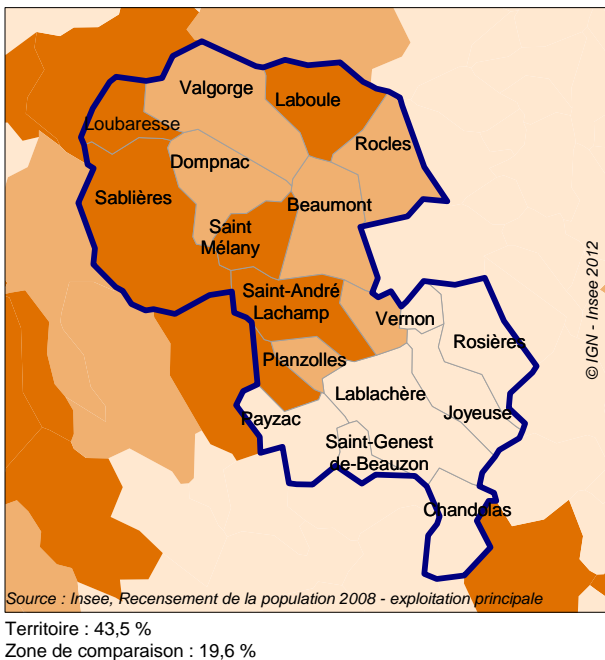 Valgorge
Laboule
Loubaresse
Rocles
Dompnac
Sablières
Beaumont
Saint
Mélany
Saint-André
Lachamp
Vernon
Rosières
Planzolles
Lablachère
Payzac
Joyeuse
Saint-Genest
de-Beauzon
Chandolas
© IGN - Insee 2012
Source : Insee, Recensement de la population 2008 - exploitation principale
Territoire : 43,5 %
Zone de comparaison : 19,6 %